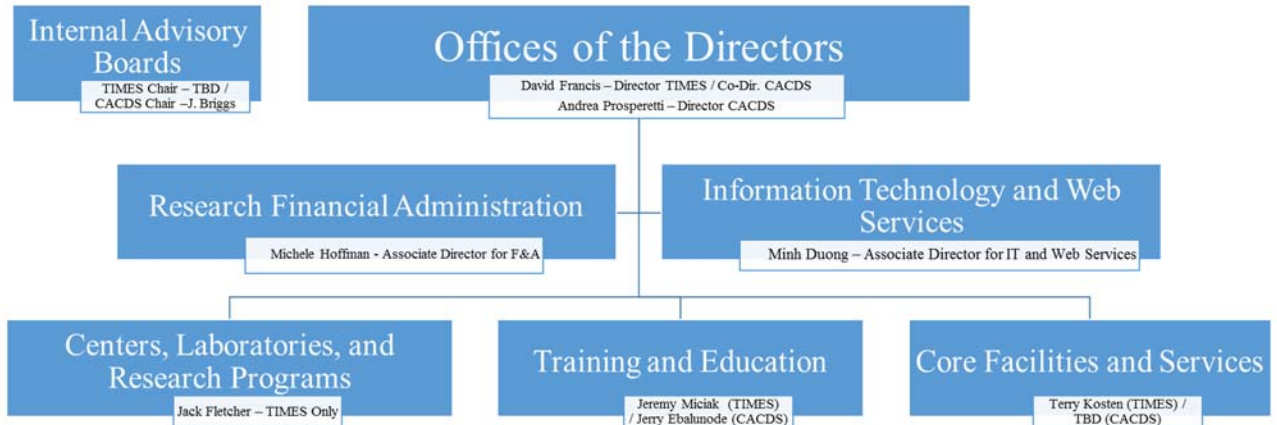 Internal Advisory
Boards
TIMES Chair – TBD /
CACDS Chair –J. Briggs
Offices of the Directors
David Francis – Director TIMES / Co-Dir. CACDS
Andrea Prosperetti – Director CACDS
Research Financial Administration
Michele Hoffman - Associate Director for F&A
Information Technology and Web
Services
Minh Duong – Associate Director for IT and Web Services
Centers, Laboratories, and
Research Programs
Jack Fletcher – TIMES Only
Training and Education
Jeremy Miciak (TIMES)
/ Jerry Ebalunode (CACDS)
Core Facilities and Services
Terry Kosten (TIMES) /
TBD (CACDS)